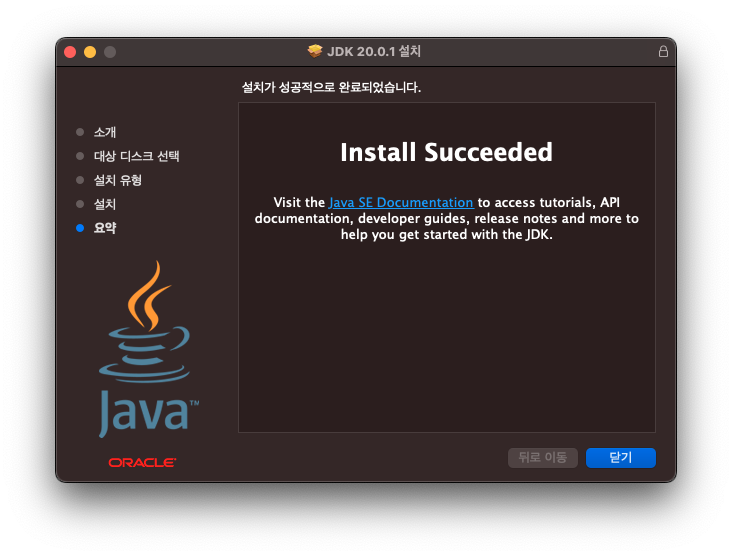 JDK 20.0.1 설치
설치가 성공적으로 완료되었습니다.
소개
대상 디스크 선택
설치 유형
설치
요약
Install Succeeded
Visit the Java SE Documentation to access tutorials, API
documentation, developer guides, release notes and more to
help you get started with the JDK.
Java™
ORACLE
뒤로 이동
닫기